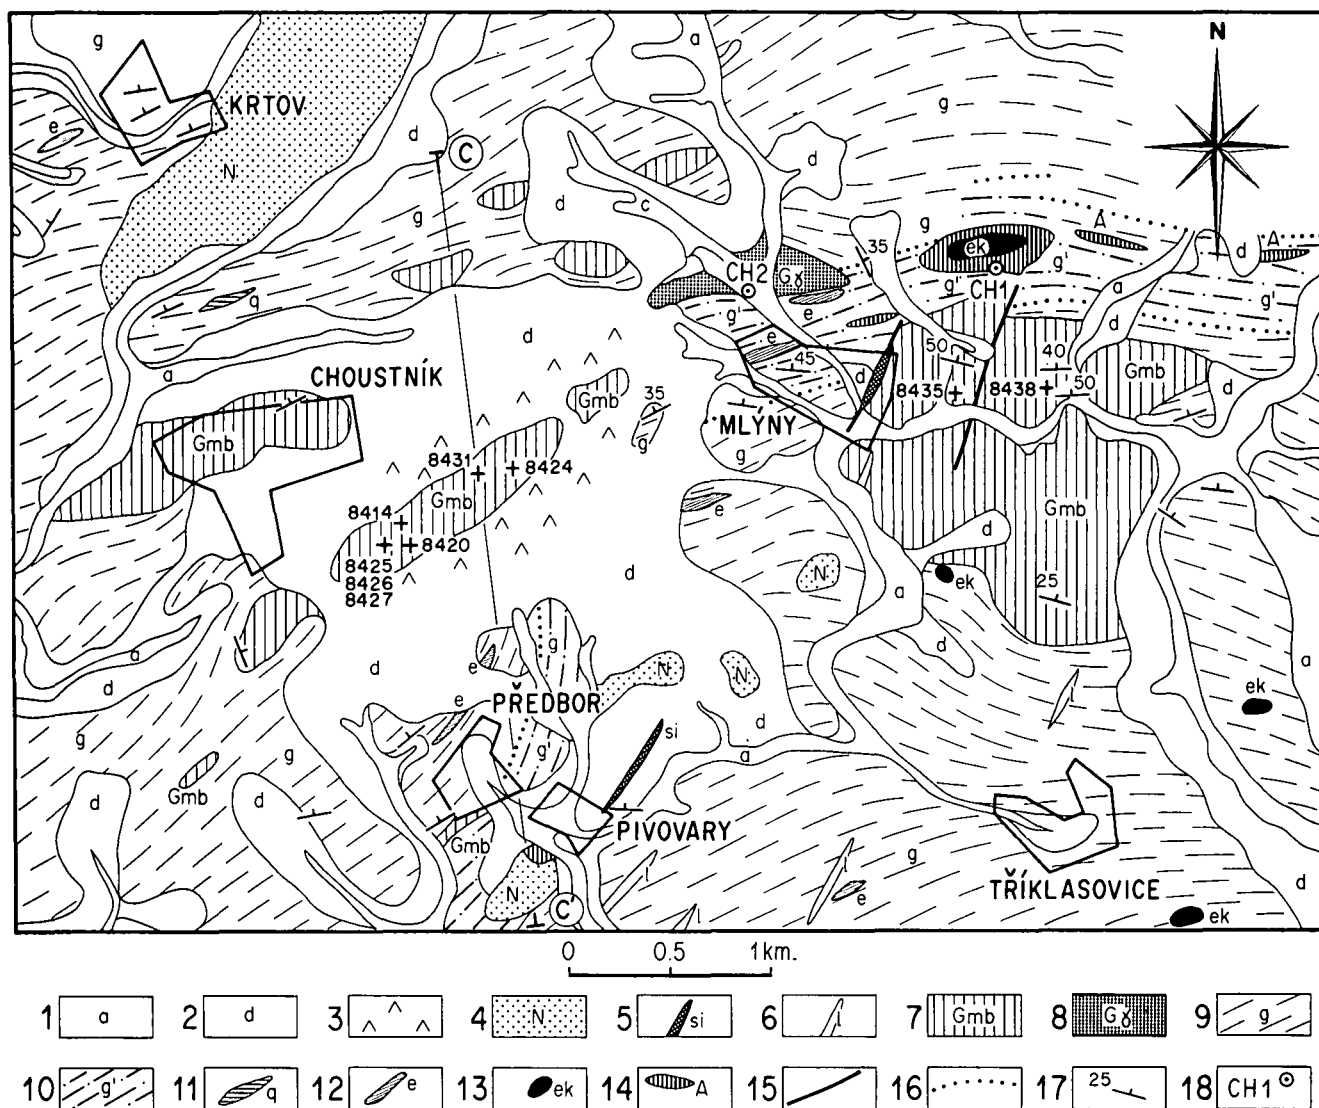 g
a
N
KRTOV
g
e
d
C
d
N
g
d
c
g
A
35
ek
d
A
CH2
Gɣ
g'
g'
g'
CH1
q
e
a
d
d
e
50
40
a
CHOUSTNÍK
45
d
8435
8438
50
Gmb
d
Gmb
35
Gmb
MLÝNY
g
g
8431
8424
Gmb
Gmb
e
8414
8420
d
N
8425
8426
8427
ek
25
a
d
a
d
e
g'
N
N
d
a
d
e
PŘEDBOR
l
ek
g
g
g'
si
d
a
Gmb
d
d
PIVOVARY
Gmb
l
l
g
N
e
TŘÍKLASOVICE
d
C'
ek
0 0.5 1km.
1 a 2 d 3 4 N 5 si 6 l 7 Gmb 8 Gɣ 9 g
10 g' 11 q 12 e 13 ek 14 A 15 16 17 25 18 CH1